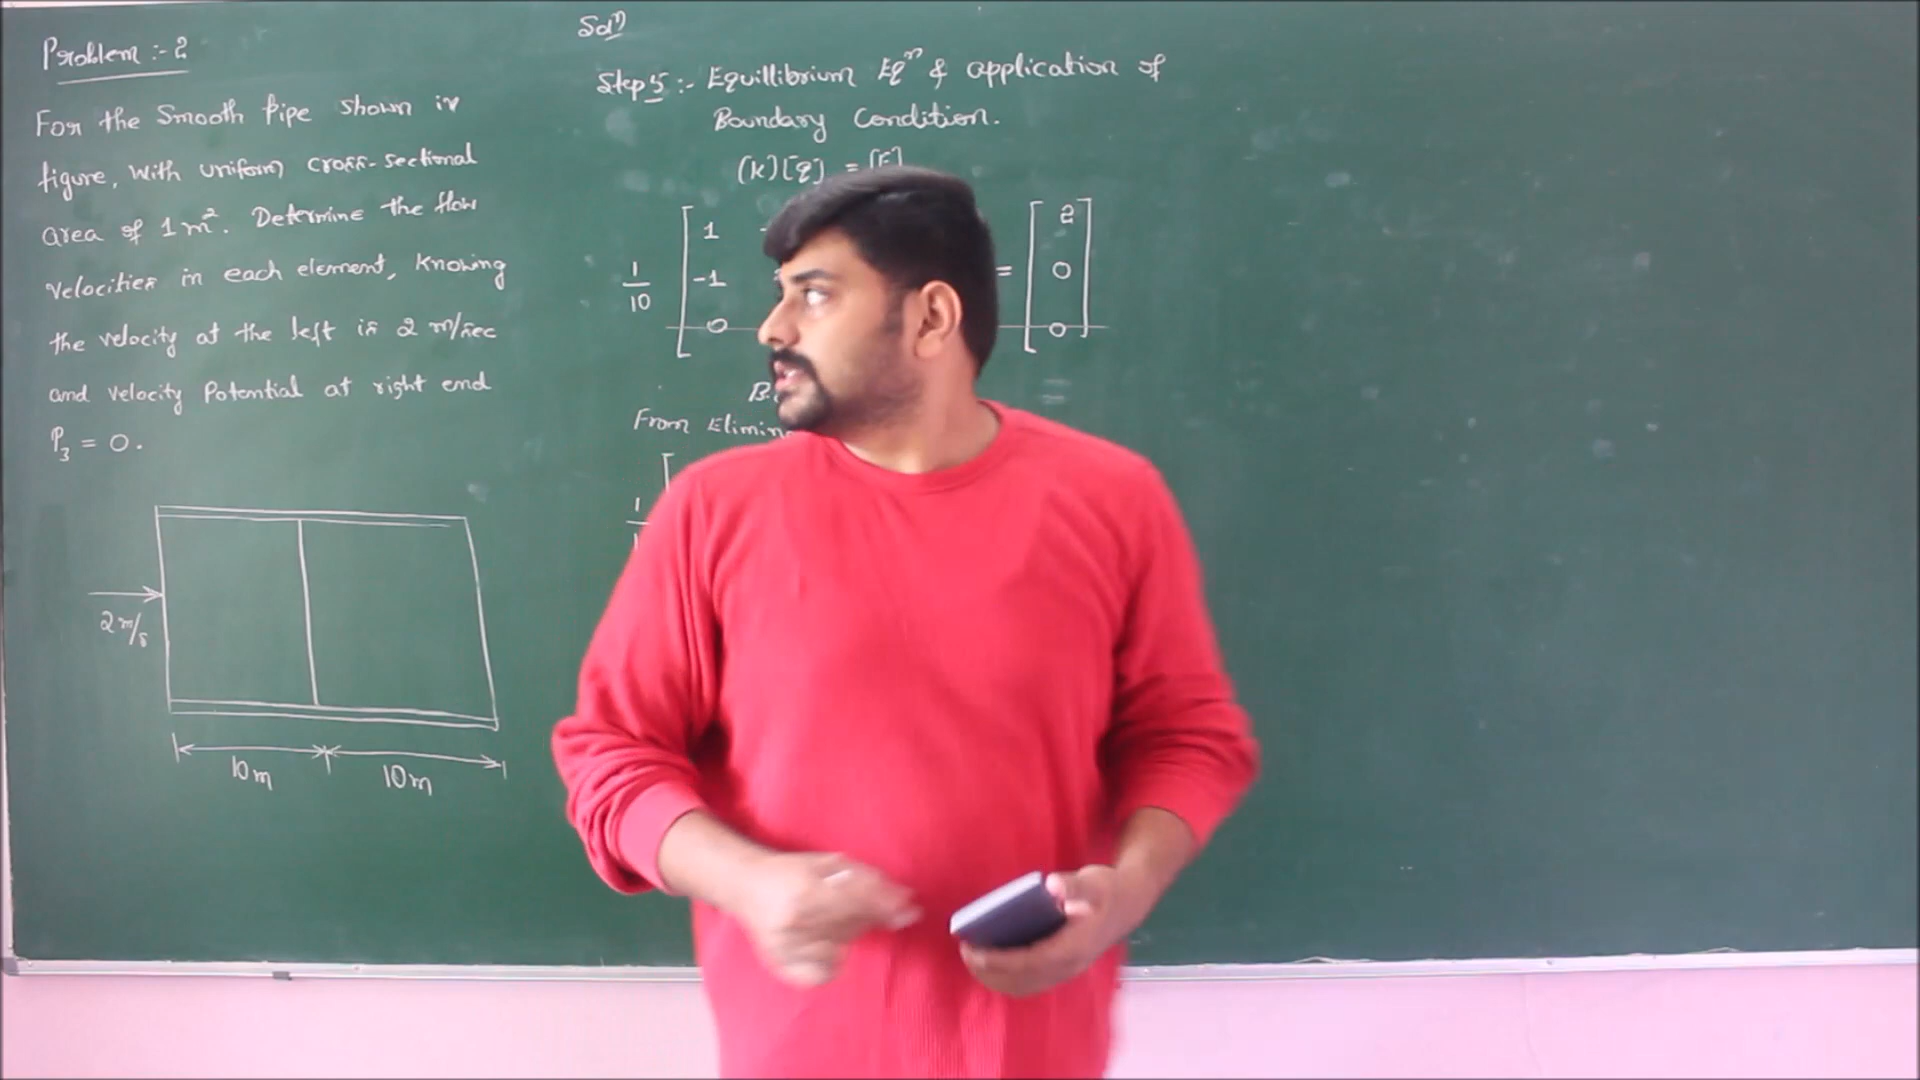 Problem :- 2
For the Smooth Pipe shown in
figure, With uniform cross-sectional
area of 1 m². Determine the flow
velocities in each element, Knowing
the velocity at the left is 2 m/sec
and velocity Potential at right end
P₃ = 0.
2 m/s
10m 10m
Solⁿ
Step 5 :- Equillibrium Eqⁿ & application of
Boundary Condition.
[K][q] = [F]
1 2
1/10 -1 = 0
0 0
From
1